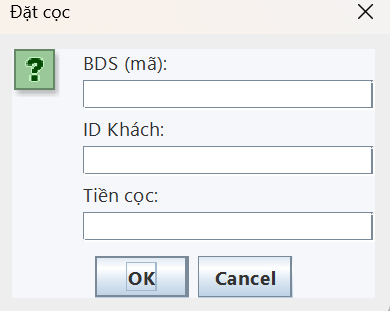 Đặt cọc
BDS (mã):
ID Khách:
Tiền cọc:
OK
Cancel